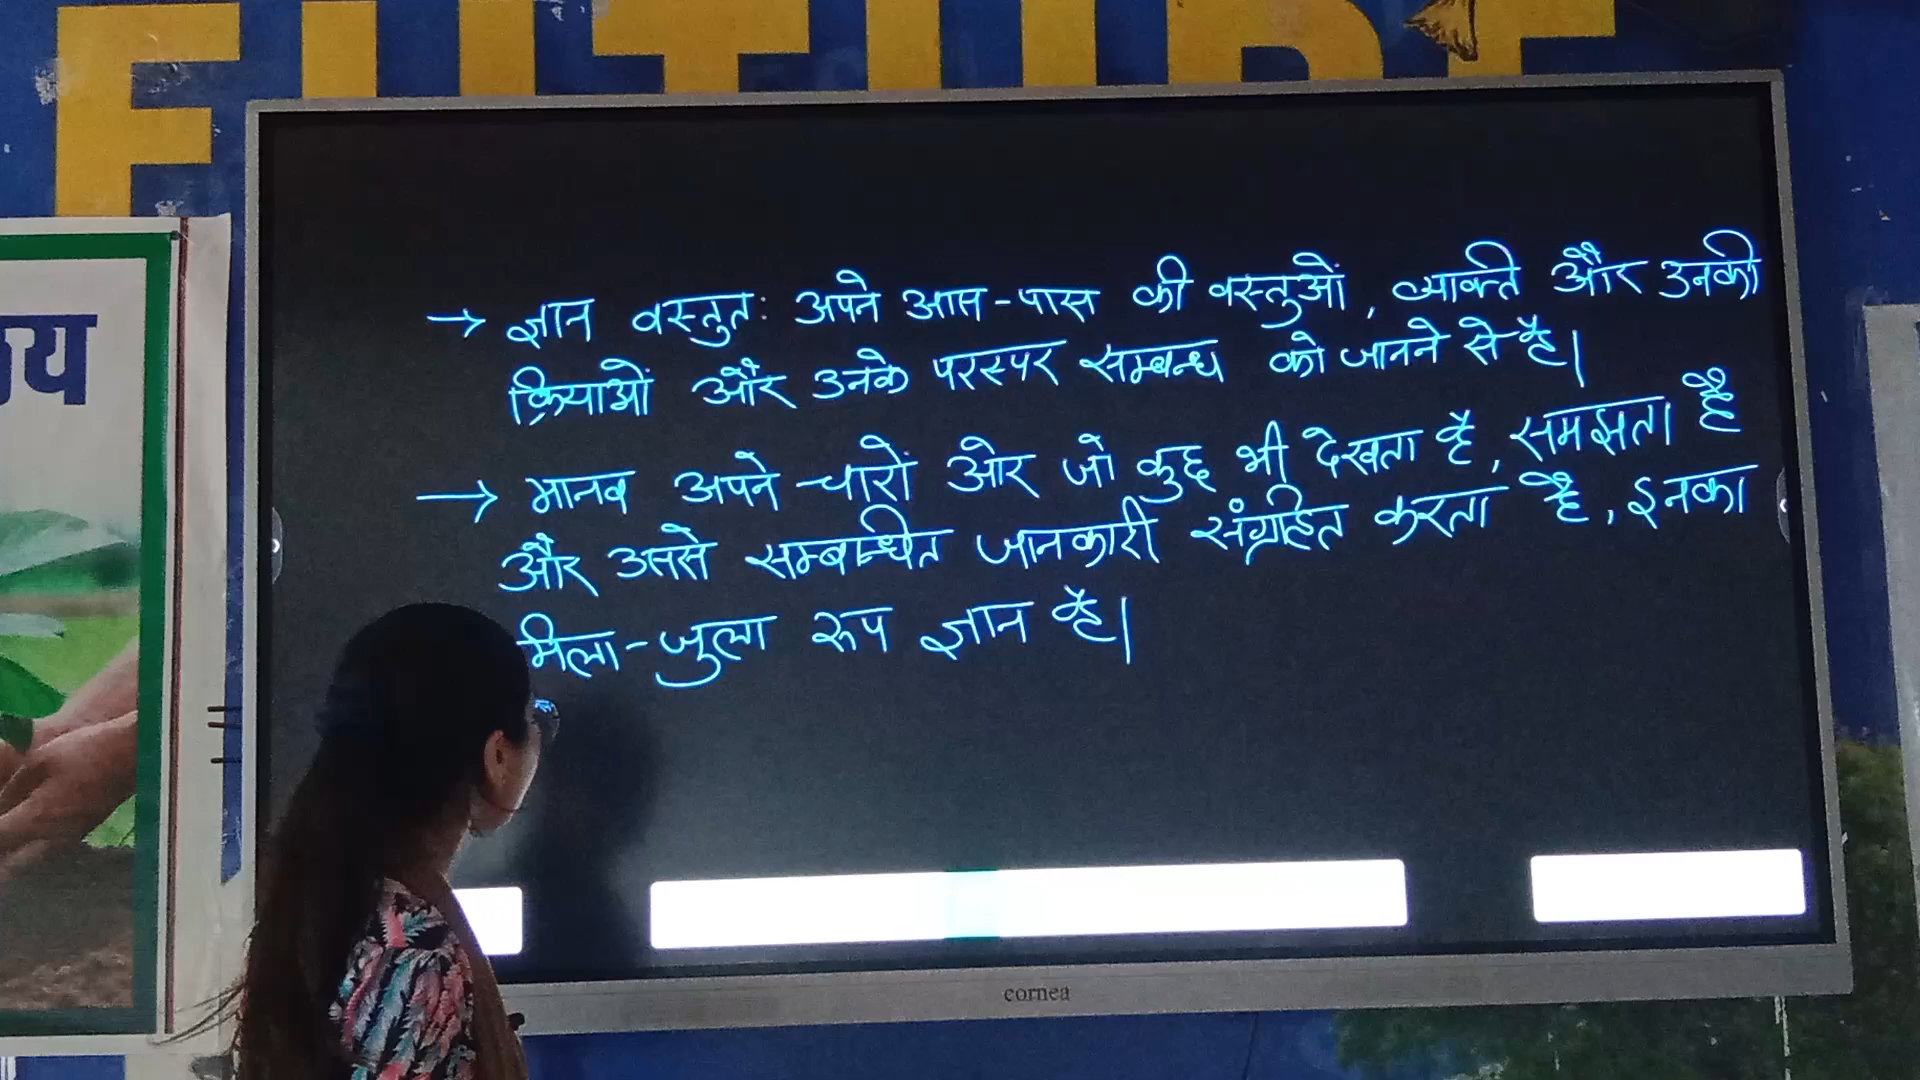 FUTURE
य
→ ज्ञान वस्तुतः अपने आस-पास की वस्तुओं, व्यक्ति और उनकी
क्रियाओं और उनके परस्पर सम्बन्ध को जानने से है।
→ मानव अपने चारों ओर जो कुछ भी देखता है, समझता है
और उससे सम्बन्धित जानकारी संग्रहित करता है, इनका
मिला-जुला रूप ज्ञान है।
cornea